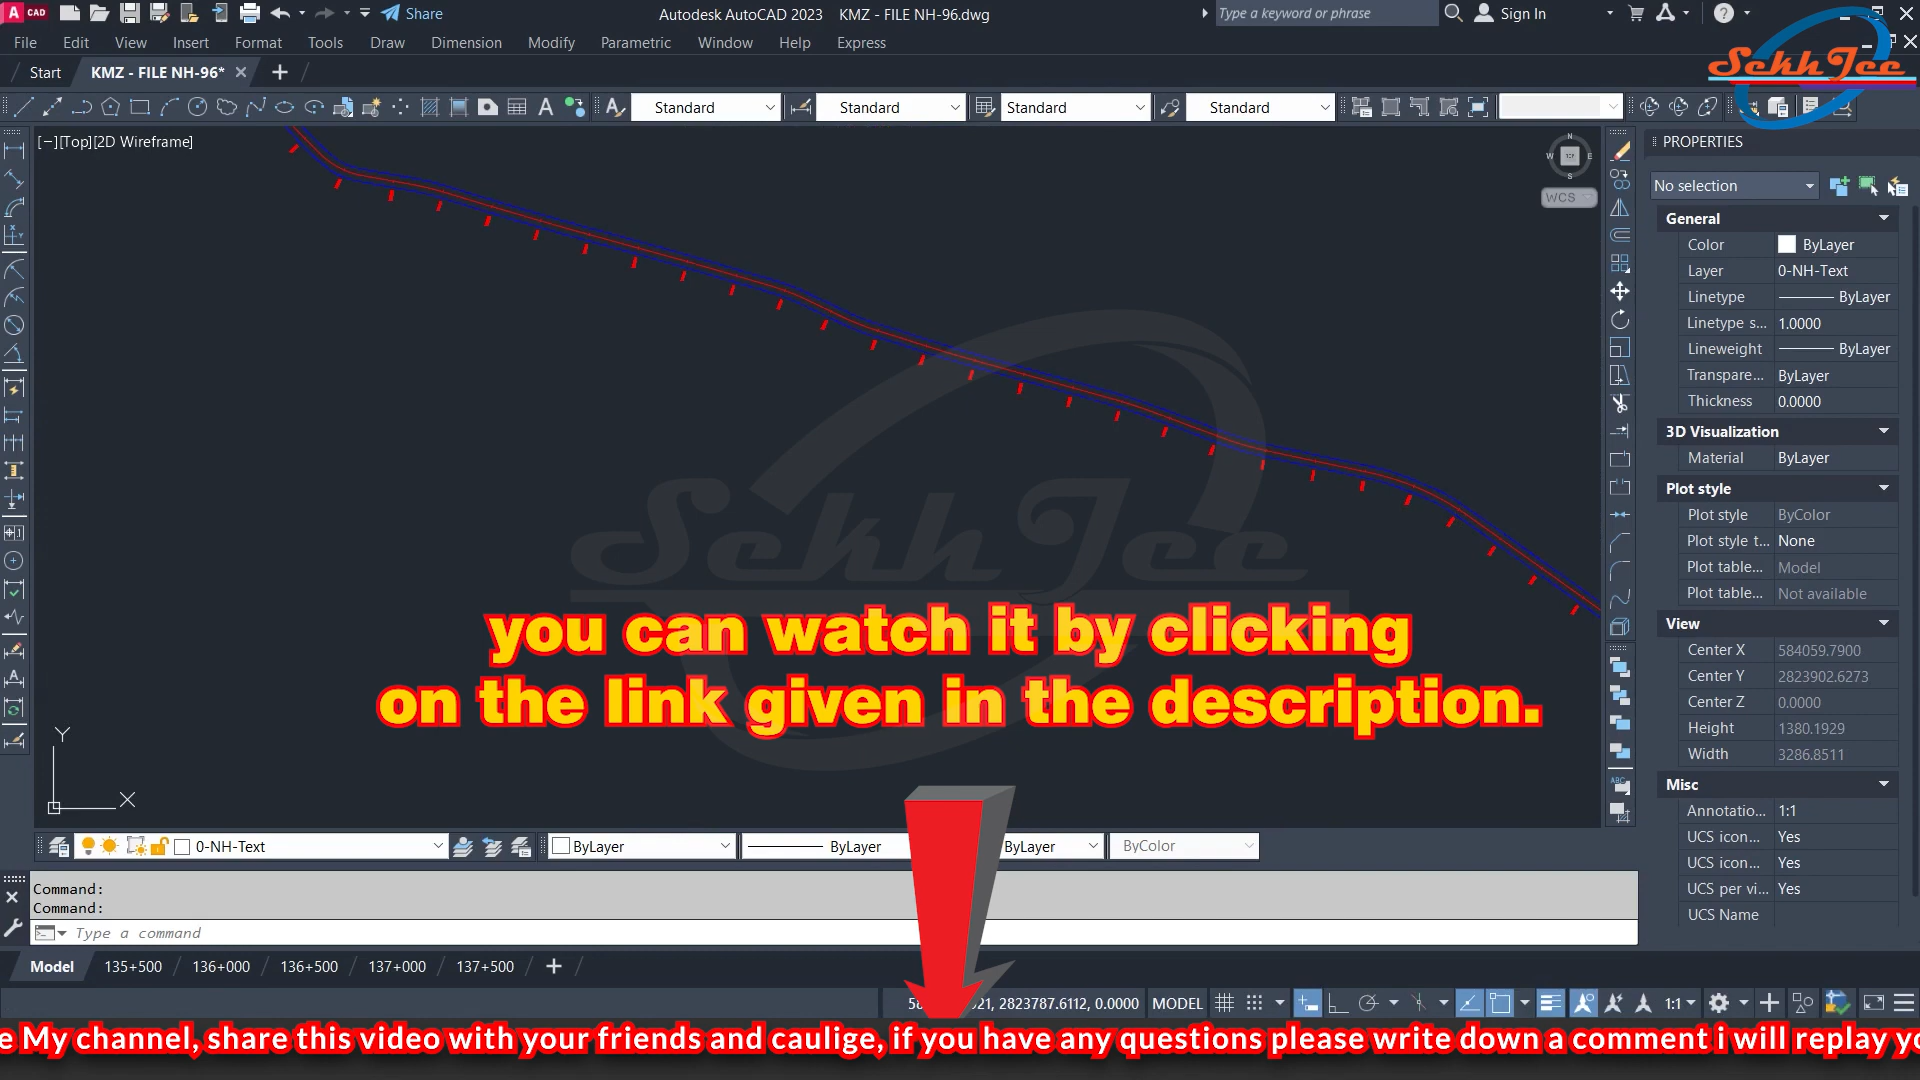 A CAD
Share
Autodesk AutoCAD 2023 KMZ - FILE NH-96.dwg
Type a keyword or phrase
Sign In
File Edit View Insert Format Tools Draw Dimension Modify Parametric Window Help Express
Sekh Jee
Start KMZ - FILE NH-96*
Standard Standard Standard Standard
[−][Top][2D Wireframe]
N
W TOP E
S
WCS
PROPERTIES
No selection
General
Color ByLayer
Layer 0-NH-Text
Linetype ByLayer
Linetype s... 1.0000
Lineweight ByLayer
Transpare... ByLayer
Thickness 0.0000
3D Visualization
Material ByLayer
Plot style
Plot style ByColor
Plot style t... None
Plot table... Model
Plot table... Not available
View
Center X 584059.7900
Center Y 2823902.6273
Center Z 0.0000
Height 1380.1929
Width 3286.8511
Misc
Annotatio... 1:1
UCS icon... Yes
UCS icon... Yes
UCS per vi... Yes
UCS Name
Sekh Jee
you can watch it by clicking
on the link given in the description.
Y
X
0-NH-Text ByLayer ByLayer ByLayer ByColor
Command:
Command:
Type a command
Model 135+500 136+000 136+500 137+000 137+500
2823787.6112, 0.0000 MODEL 1:1
e My channel, share this video with your friends and caulige, if you have any questions please write down a comment i will replay yo